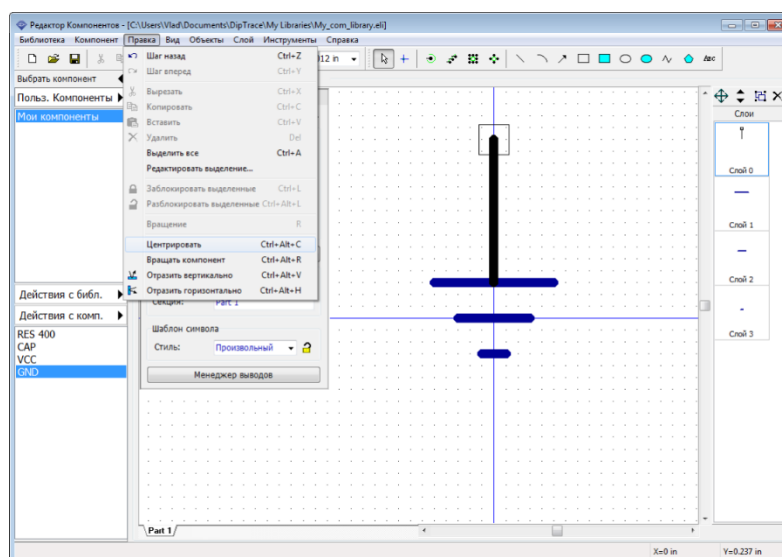 Редактор Компонентов - [C:\Users\Vlad\Documents\DipTrace\My Libraries\My_com_library.eli]
Библиотека Компонент Правка Вид Объекты Слой Инструменты Справка
012 in
Abc
Выбрать компонент
Польз. Компоненты
Мои компоненты
Шаг назад Ctrl+Z
Шаг вперед Ctrl+Y
Вырезать Ctrl+X
Копировать Ctrl+C
Вставить Ctrl+V
Удалить Del
Выделить все Ctrl+A
Редактировать выделение...
Заблокировать выделенные Ctrl+L
Разблокировать выделенные Ctrl+Alt+L
Вращение R
Центрировать Ctrl+Alt+C
Вращать компонент Ctrl+Alt+R
Отразить вертикально Ctrl+Alt+V
Отразить горизонтально Ctrl+Alt+H
Секция: Part 1
Шаблон символа
Стиль: Произвольный
Менеджер выводов
Действия с библ.
Действия с комп.
RES 400
CAP
VCC
GND
Слои
Слой 0
Слой 1
Слой 2
Слой 3
Part 1
X=0 in Y=0.237 in